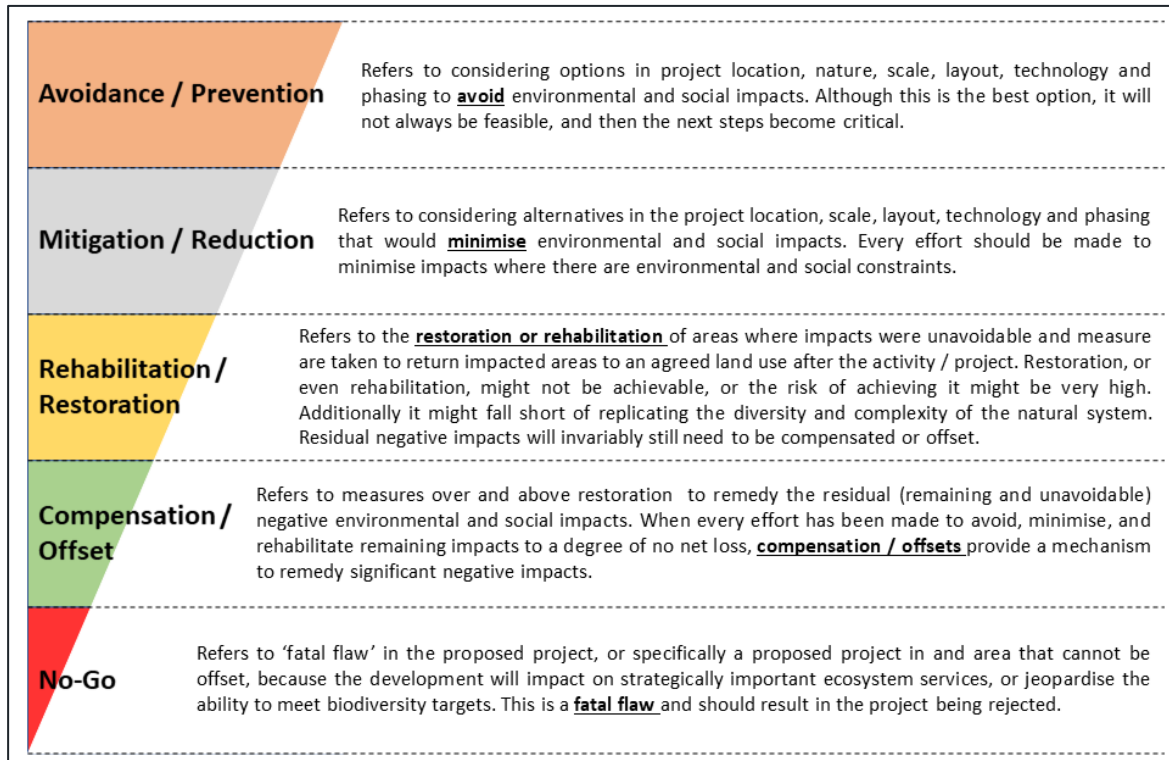 Avoidance / Prevention
Refers to considering options in project location, nature, scale, layout, technology and
phasing to avoid environmental and social impacts. Although this is the best option, it will
not always be feasible, and then the next steps become critical.
Mitigation / Reduction
Refers to considering alternatives in the project location, scale, layout, technology and phasing
that would minimise environmental and social impacts. Every effort should be made to
minimise impacts where there are environmental and social constraints.
Rehabilitation /
Restoration
Refers to the restoration or rehabilitation of areas where impacts were unavoidable and measure
are taken to return impacted areas to an agreed land use after the activity / project. Restoration, or
even rehabilitation, might not be achievable, or the risk of achieving it might be very high.
Additionally it might fall short of replicating the diversity and complexity of the natural system.
Residual negative impacts will invariably still need to be compensated or offset.
Compensation /
Offset
Refers to measures over and above restoration to remedy the residual (remaining and unavoidable)
negative environmental and social impacts. When every effort has been made to avoid, minimise, and
rehabilitate remaining impacts to a degree of no net loss, compensation / offsets provide a mechanism
to remedy significant negative impacts.
No-Go
Refers to ‘fatal flaw’ in the proposed project, or specifically a proposed project in and area that cannot be
offset, because the development will impact on strategically important ecosystem services, or jeopardise the
ability to meet biodiversity targets. This is a fatal flaw and should result in the project being rejected.